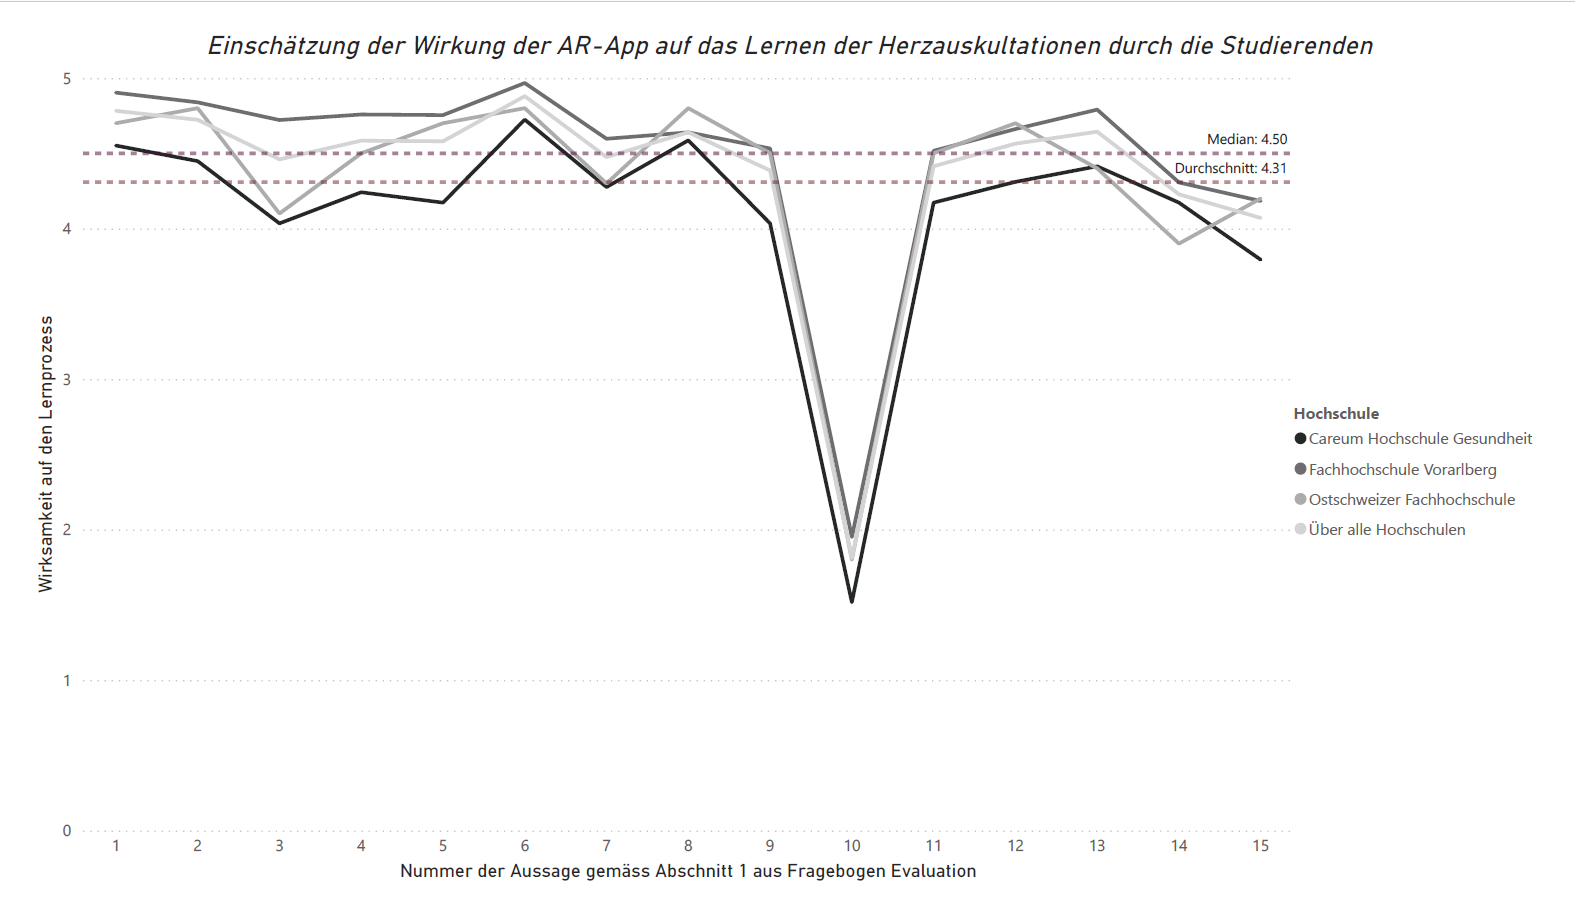 Einschätzung der Wirkung der AR-App auf das Lernen der Herzauskultationen durch die Studierenden
5
Median: 4.50
Durchschnitt: 4.31
4
3
2
1
0
Wirksamkeit auf den Lernprozess
1 2 3 4 5 6 7 8 9 10 11 12 13 14 15
Nummer der Aussage gemäss Abschnitt 1 aus Fragebogen Evaluation
Hochschule
Careum Hochschule Gesundheit
Fachhochschule Vorarlberg
Ostschweizer Fachhochschule
Über alle Hochschulen